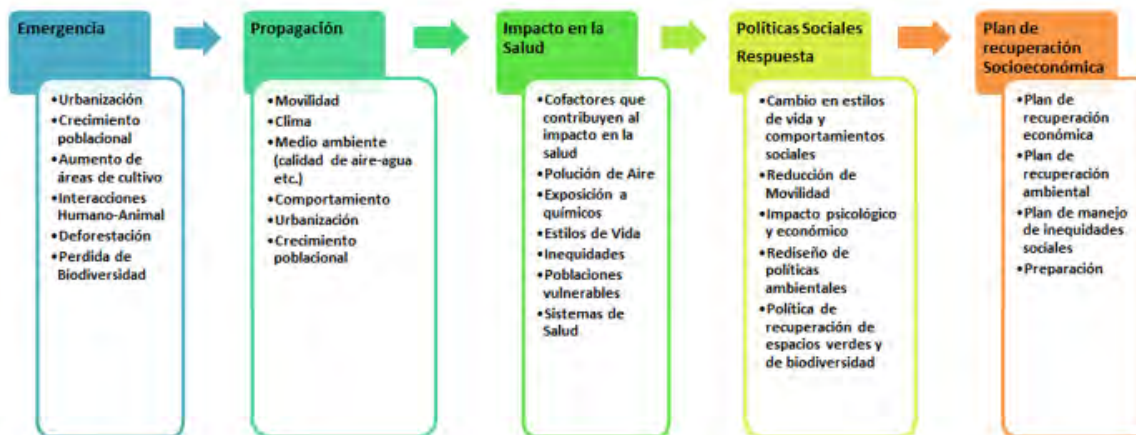 Emergencia
•Urbanización
•Crecimiento
poblacional
•Aumento de
áreas de cultivo
•Interacciones
Humano-Animal
•Deforestación
•Perdida de
Biodiversidad
Propagación
•Movilidad
•Clima
•Medio ambiente
(calidad de aire-agua
etc.)
•Comportamiento
•Urbanización
•Crecimiento
poblacional
Impacto en la
Salud
•Cofactores que
contribuyen al
impacto en la
salud
•Polución de Aire
•Exposición a
químicos
•Estilos de Vida
•Inequidades
•Poblaciones
vulnerables
•Sistemas de
Salud
Políticas Sociales
Respuesta
•Cambio en estilos
de vida y
comportamientos
sociales
•Reducción de
Movilidad
•Impacto psicológico
y económico
•Rediseño de
políticas
ambientales
•Política de
recuperación de
espacios verdes y
de biodiversidad
Plan de
recuperación
Socioeconómica
•Plan de
recuperación
económica
•Plan de
recuperación
ambiental
•Plan de manejo
de inequidades
sociales
•Preparación